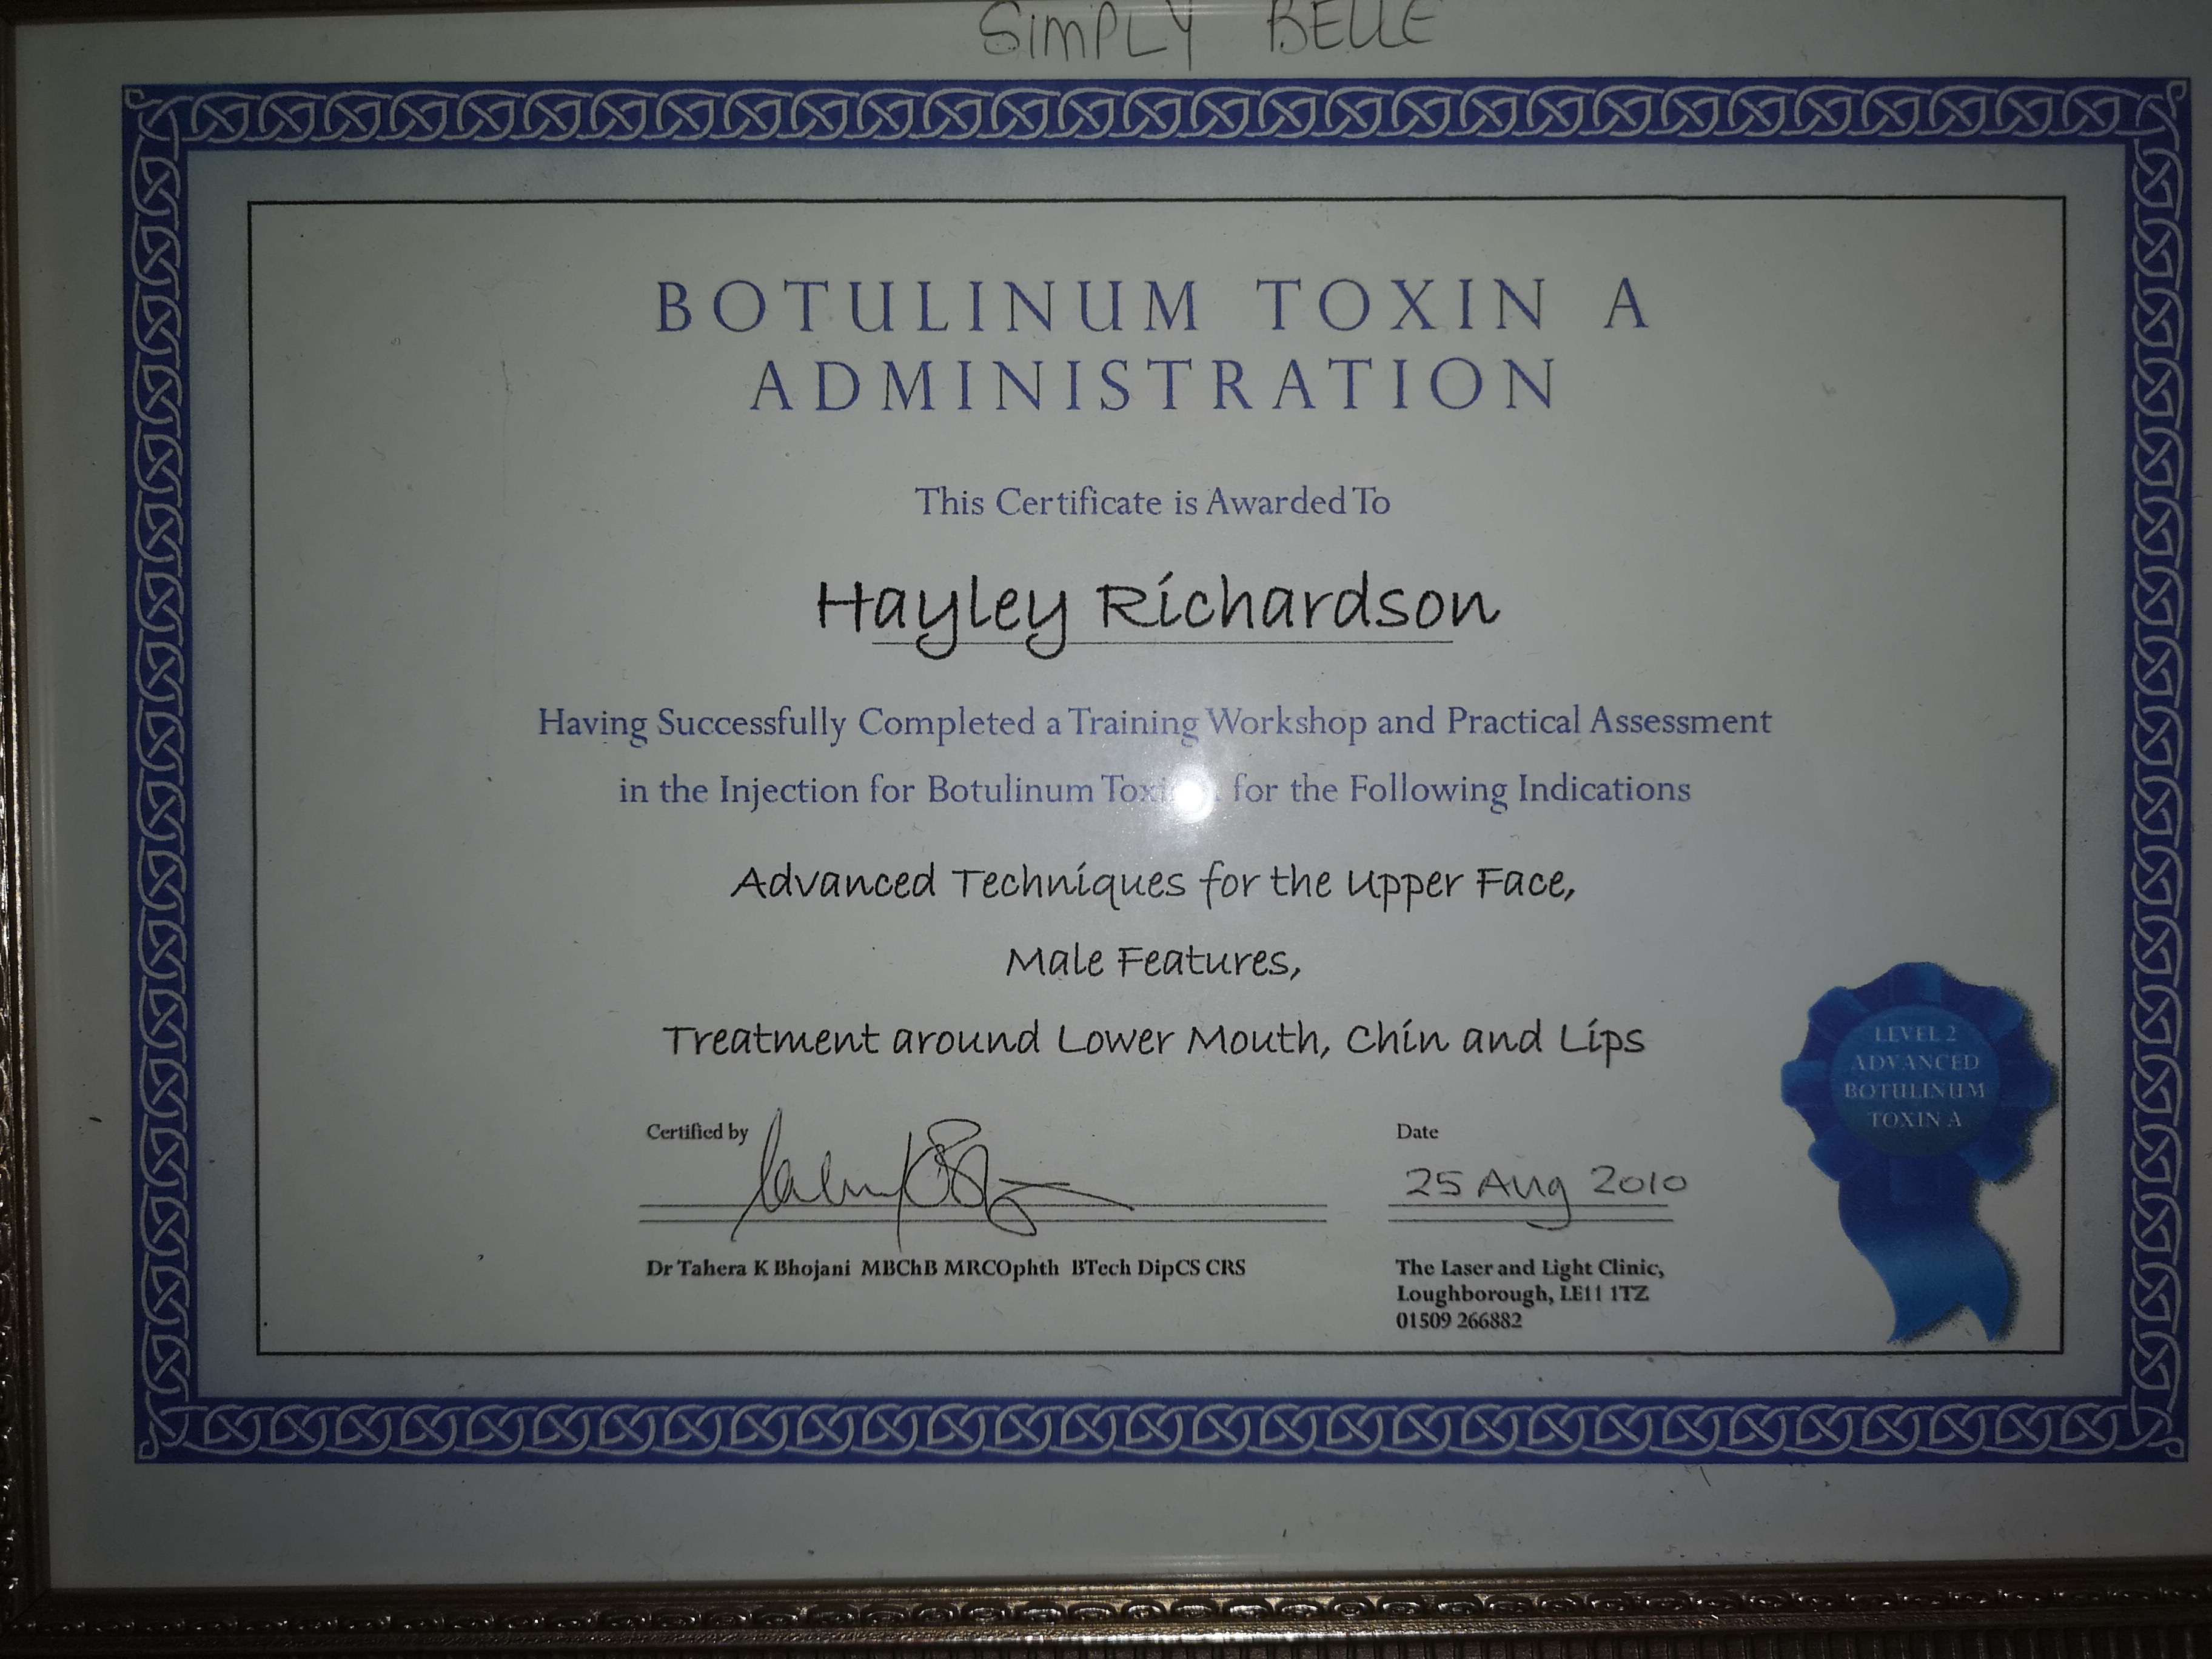 SIMPLY BELLE
BOTULINUM TOXIN A
ADMINISTRATION
This Certificate is Awarded To
Hayley Richardson
Having Successfully Completed a Training Workshop and Practical Assessment
in the Injection for Botulinum for the Following Indications
Advanced Techniques for the Upper Face,
Male Features,
Treatment around Lower Mouth, Chin and Lips
LEVEL 2
ADVANCED
BOTULINUM
TOXIN A
Certified by
Date
25 Aug 2010
Dr Tahera K Bhojani MBChB MRCOphth BTech DipCS CRS
The Laser and Light Clinic,
Loughborough, LE11 1TZ
01509 266882